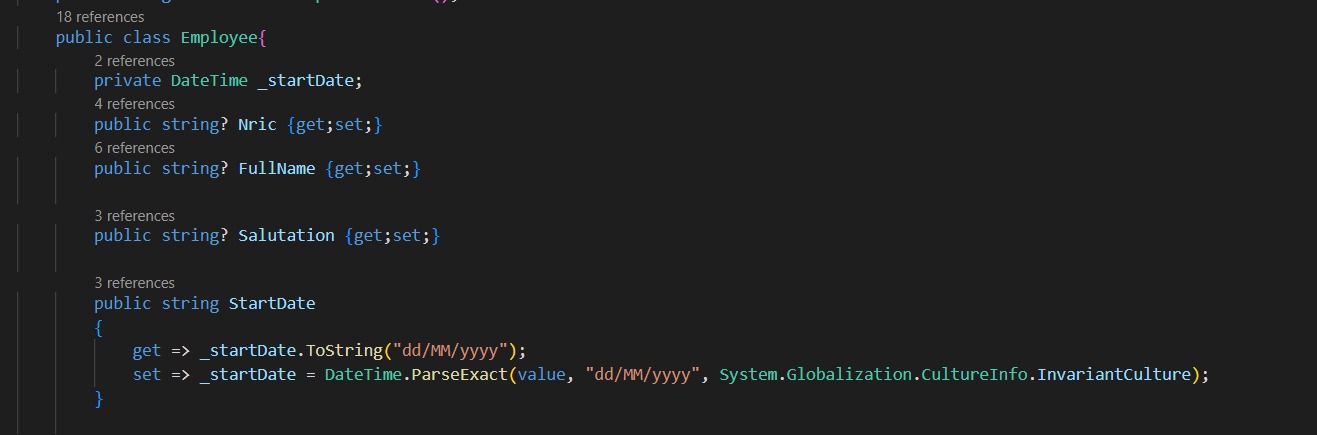 18 references
public class Employee{
2 references
private DateTime _startDate;
4 references
public string? Nric {get;set;}
6 references
public string? FullName {get;set;}
3 references
public string? Salutation {get;set;}
3 references
public string StartDate
{
get => _startDate.ToString("dd/MM/yyyy");
set => _startDate = DateTime.ParseExact(value, "dd/MM/yyyy", System.Globalization.CultureInfo.InvariantCulture);
}